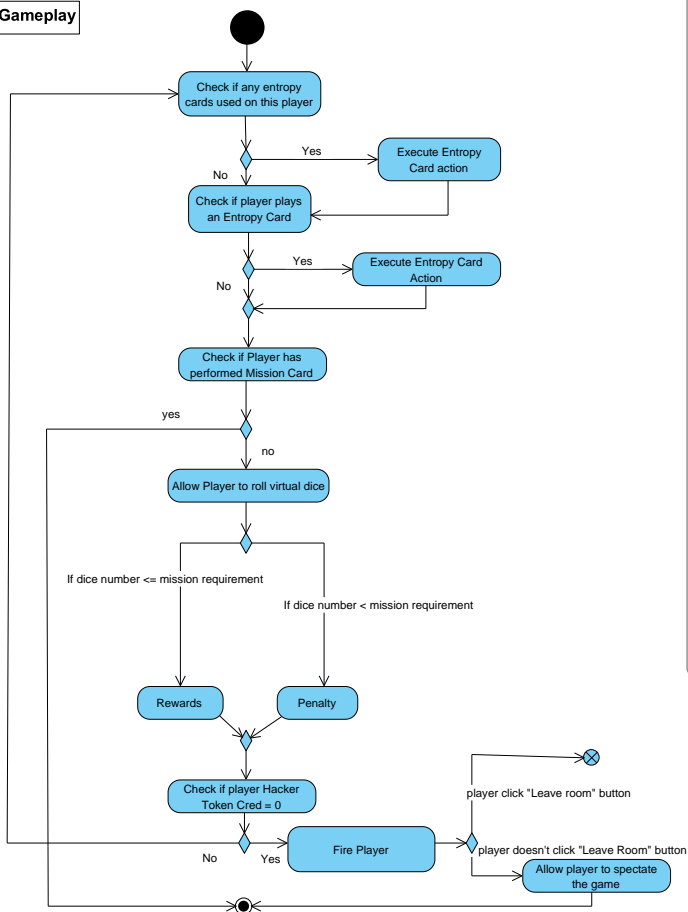 Gameplay
Check if any entropy
cards used on this player
Yes
Execute Entropy
Card action
No
Check if player plays
an Entropy Card
Yes
Execute Entropy Card
Action
No
Check if Player has
performed Mission Card
yes
no
Allow Player to roll virtual dice
If dice number <= mission requirement
If dice number < mission requirement
Rewards
Penalty
Check if player Hacker
Token Cred = 0
player click "Leave room" button
No
Yes
Fire Player
player doesn't click "Leave Room" button
Allow player to spectate
the game